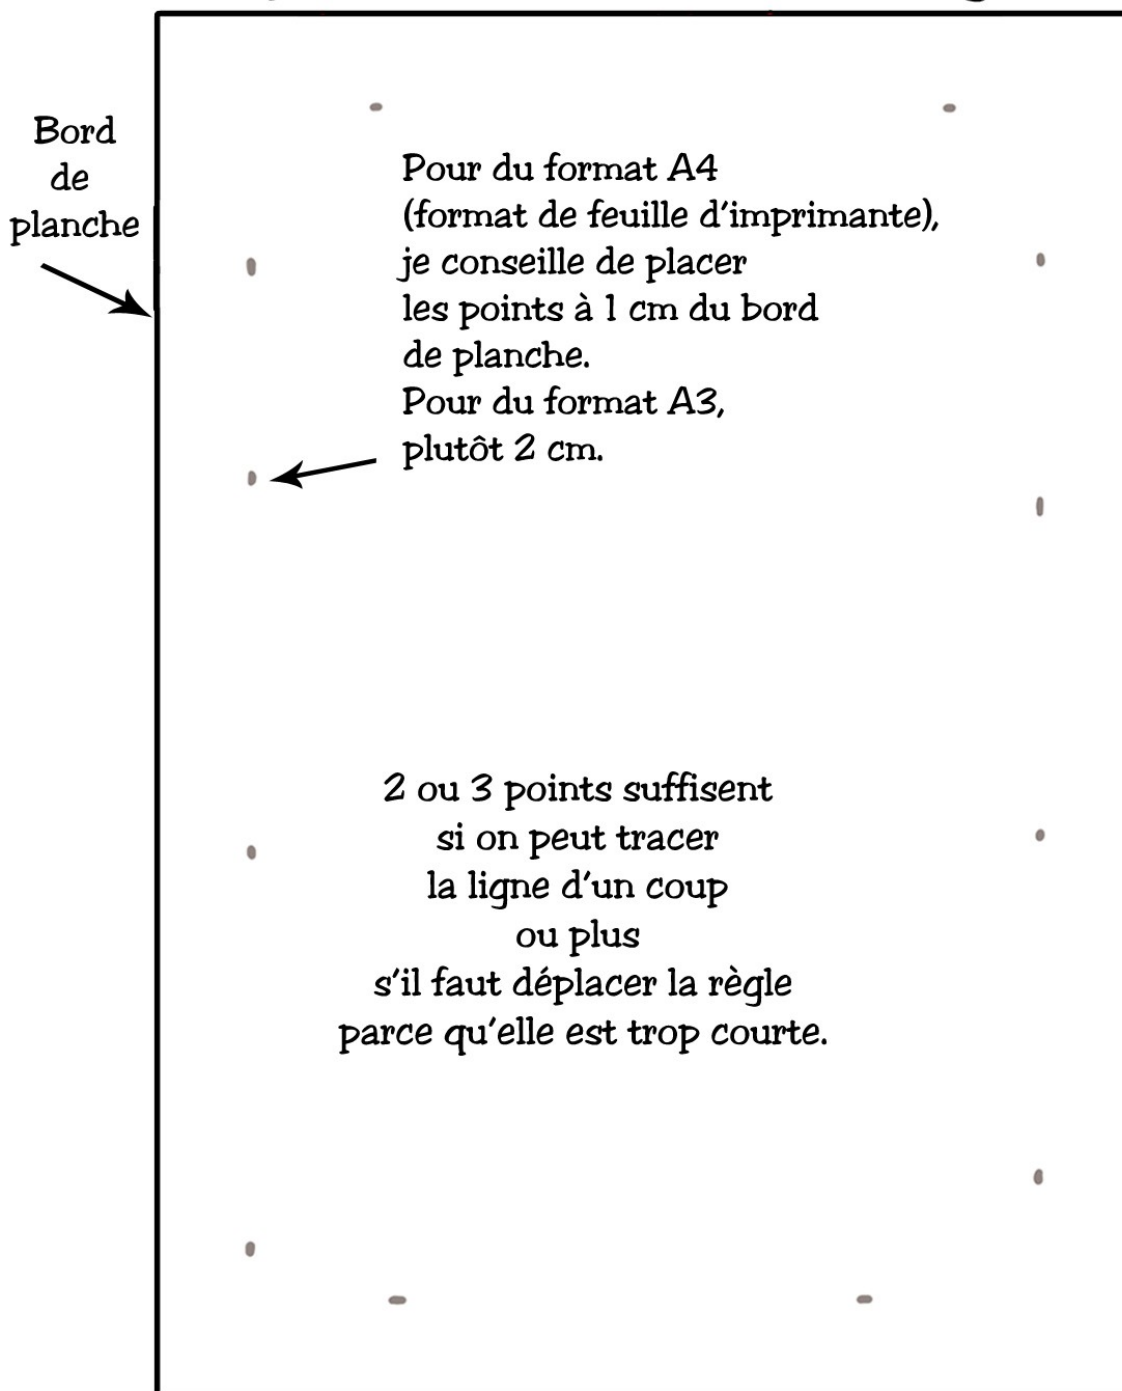 Bord
de
planche
Pour du format A4
(format de feuille d'imprimante),
je conseille de placer
les points à 1 cm du bord
de planche.
Pour du format A3,
plutôt 2 cm.
2 ou 3 points suffisent
si on peut tracer
la ligne d'un coup
ou plus
s'il faut déplacer la règle
parce qu'elle est trop courte.